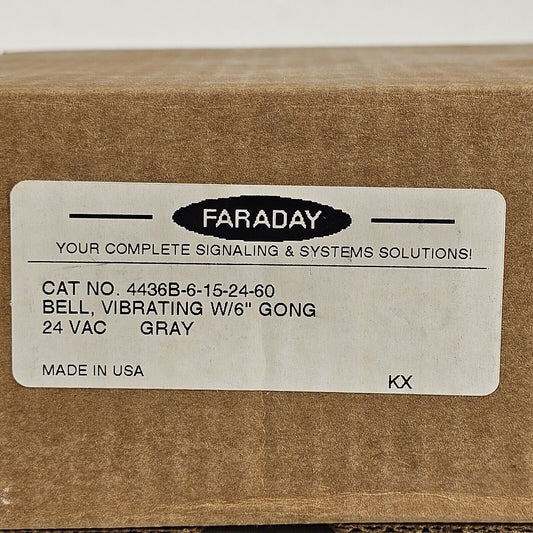 FARADAY
YOUR COMPLETE SIGNALING & SYSTEMS SOLUTIONS!
CAT NO. 4436B-6-15-24-60
BELL, VIBRATING W/6" GONG
24 VAC GRAY
MADE IN USA
KX